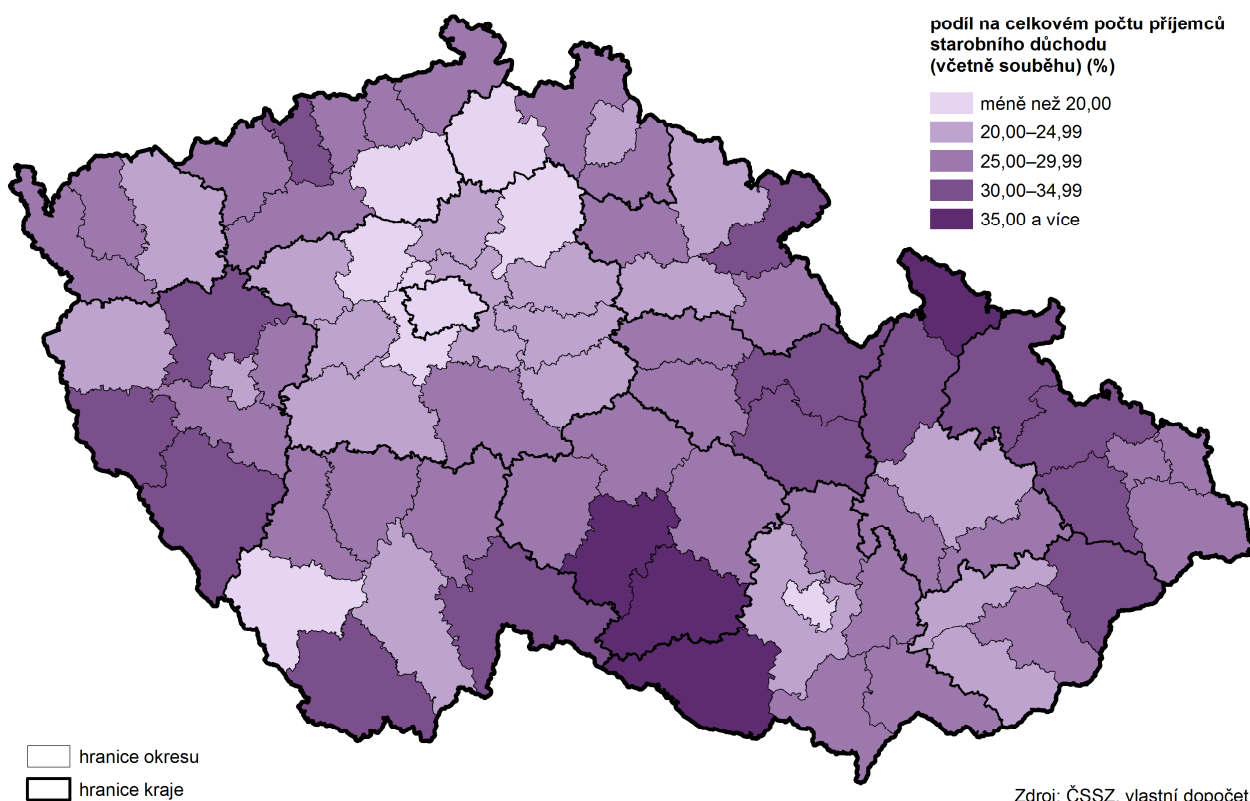 podíl na celkovém počtu příjemců
starobního důchodu
(včetně souběhu) (%)
méně než 20,00
20,00–24,99
25,00–29,99
30,00–34,99
35,00 a více
hranice okresu
hranice kraje
Zdroj: ČSSZ, vlastní dopočet